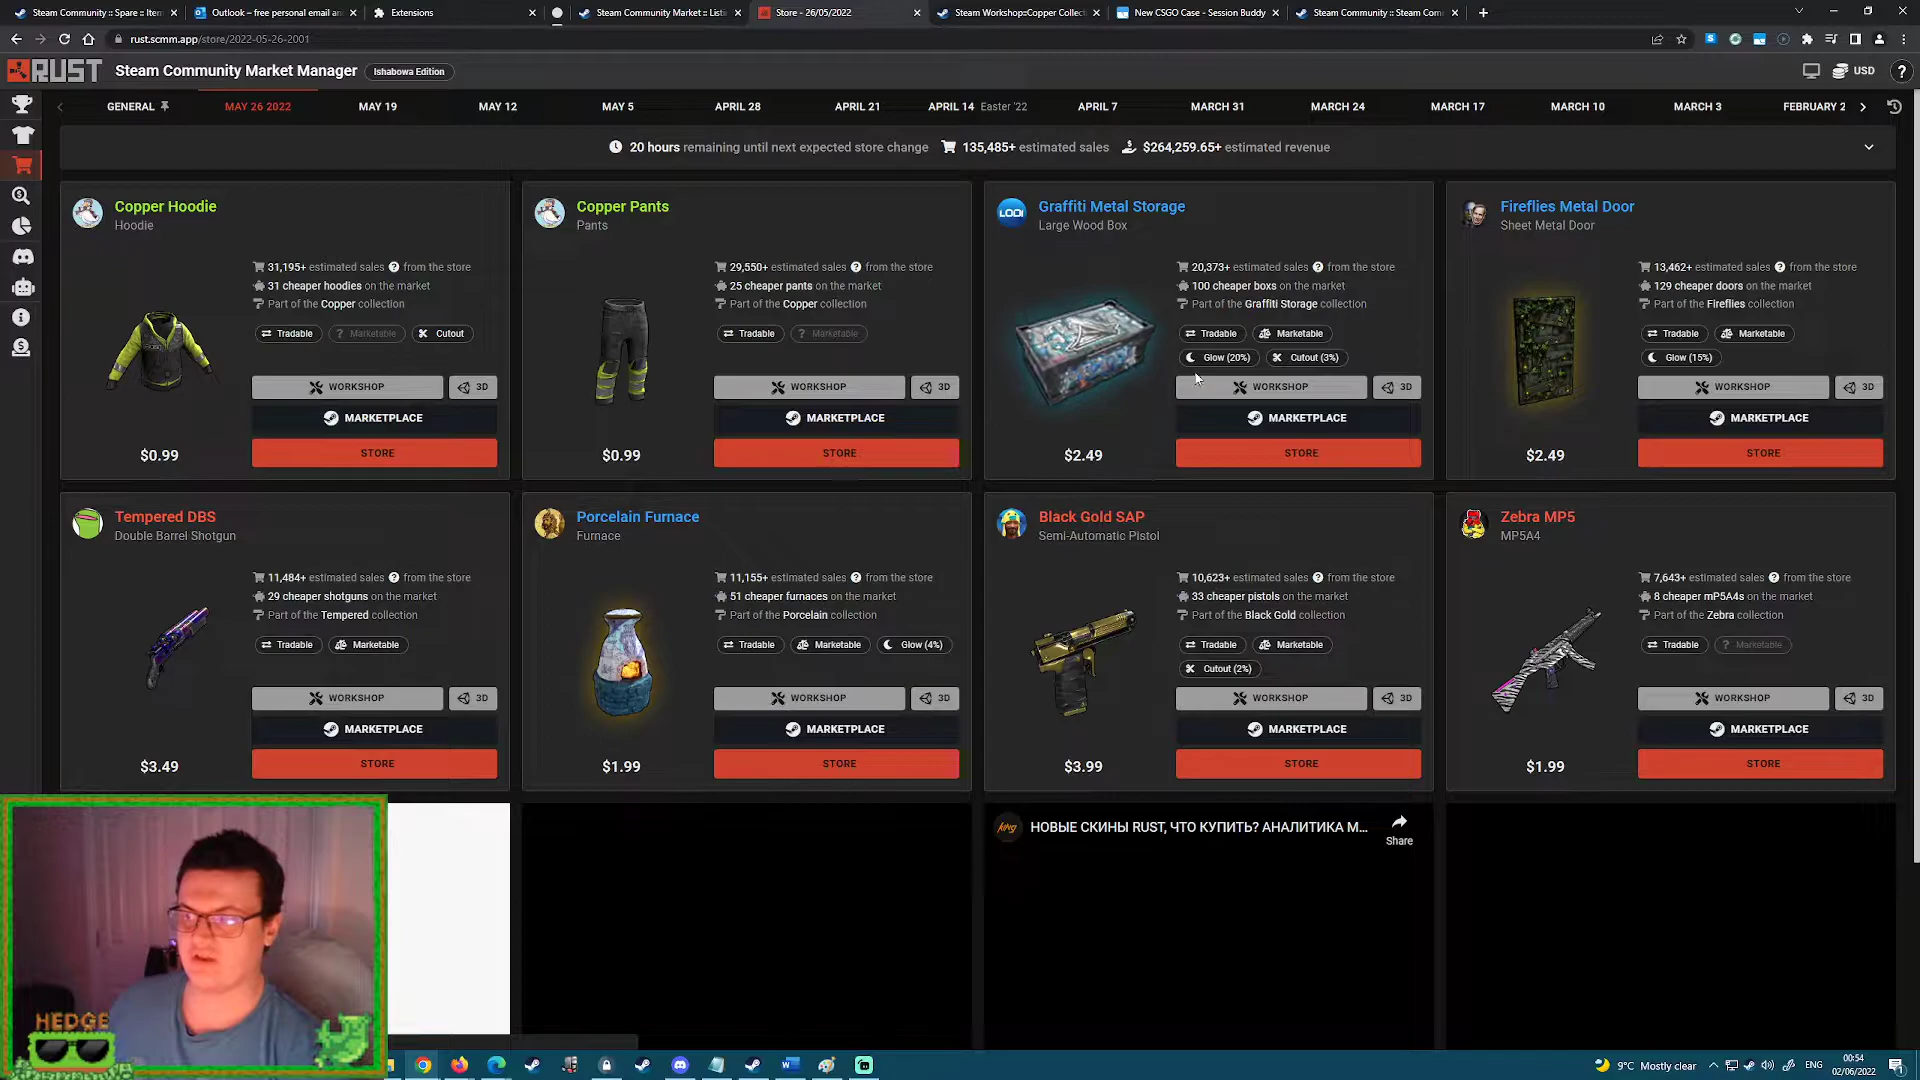 Steam Community :: Spare :: Item
Outlook – free personal email an
Extensions
Steam Community Market :: Listi
Store - 26/05/2022
Steam Workshop::Copper Collect
New CSGO Case - Session Buddy
Steam Community :: Steam Com
rust.scmm.app/store/2022-05-26-2001
RUST
Steam Community Market Manager
Ishabowa Edition
USD
GENERAL
MAY 26 2022
MAY 19
MAY 12
MAY 5
APRIL 28
APRIL 21
APRIL 14 Easter '22
APRIL 7
MARCH 31
MARCH 24
MARCH 17
MARCH 10
MARCH 3
FEBRUARY 2
20 hours remaining until next expected store change 135,485+ estimated sales $264,259.65+ estimated revenue
Copper Hoodie
Hoodie
31,195+ estimated sales ? from the store
31 cheaper hoodies on the market
Part of the Copper collection
Tradable ? Marketable Cutout
WORKSHOP 3D
MARKETPLACE
$0.99
STORE
Copper Pants
Pants
29,550+ estimated sales ? from the store
25 cheaper pants on the market
Part of the Copper collection
Tradable ? Marketable
WORKSHOP 3D
MARKETPLACE
$0.99
STORE
LODI
Graffiti Metal Storage
Large Wood Box
20,373+ estimated sales ? from the store
100 cheaper boxs on the market
Part of the Graffiti Storage collection
Tradable Marketable
Glow (20%) Cutout (3%)
WORKSHOP 3D
MARKETPLACE
$2.49
STORE
Fireflies Metal Door
Sheet Metal Door
13,462+ estimated sales ? from the store
129 cheaper doors on the market
Part of the Fireflies collection
Tradable Marketable
Glow (15%)
WORKSHOP 3D
MARKETPLACE
$2.49
STORE
Tempered DBS
Double Barrel Shotgun
11,484+ estimated sales ? from the store
29 cheaper shotguns on the market
Part of the Tempered collection
Tradable Marketable
WORKSHOP 3D
MARKETPLACE
$3.49
STORE
Porcelain Furnace
Furnace
11,155+ estimated sales ? from the store
51 cheaper furnaces on the market
Part of the Porcelain collection
Tradable Marketable Glow (4%)
WORKSHOP 3D
MARKETPLACE
$1.99
STORE
Black Gold SAP
Semi-Automatic Pistol
10,623+ estimated sales ? from the store
33 cheaper pistols on the market
Part of the Black Gold collection
Tradable Marketable
Cutout (2%)
WORKSHOP 3D
MARKETPLACE
$3.99
STORE
Zebra MP5
MP5A4
7,643+ estimated sales ? from the store
8 cheaper mP5A4s on the market
Part of the Zebra collection
Tradable ? Marketable
WORKSHOP 3D
MARKETPLACE
$1.99
STORE
king
НОВЫЕ СКИНЫ RUST, ЧТО КУПИТЬ? АНАЛИТИКА М...
Share
HEDGE
9°C Mostly clear
ENG
00:54
02/06/2022